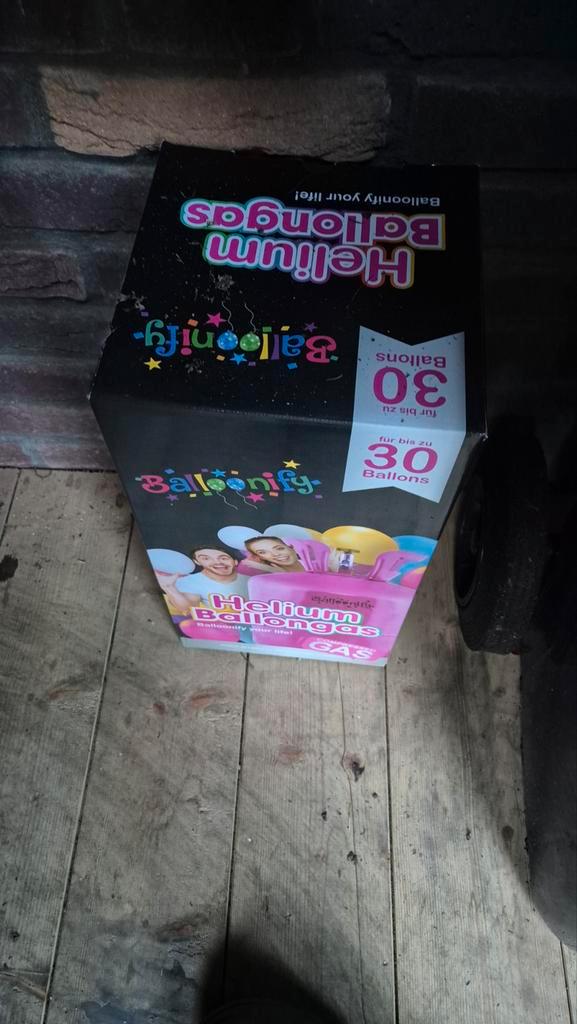 Balloonify your life!
Helium
Ballongas
Balloonify
für bis zu
30
Ballons
für bis zu
30
Ballons
Balloonify
Helium
Ballongas
Balloonify your life!
GAS